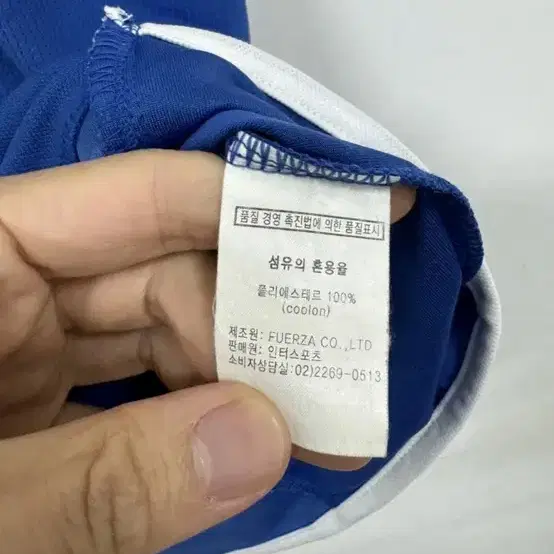 품질 경영 촉진법에 의한 품질표시
섬유의 혼용율
폴리에스테르 100%
(coolon)
제조원: FUERZA CO.,LTD
판매원: 인터스포츠
소비자상담실:02)2269-0513